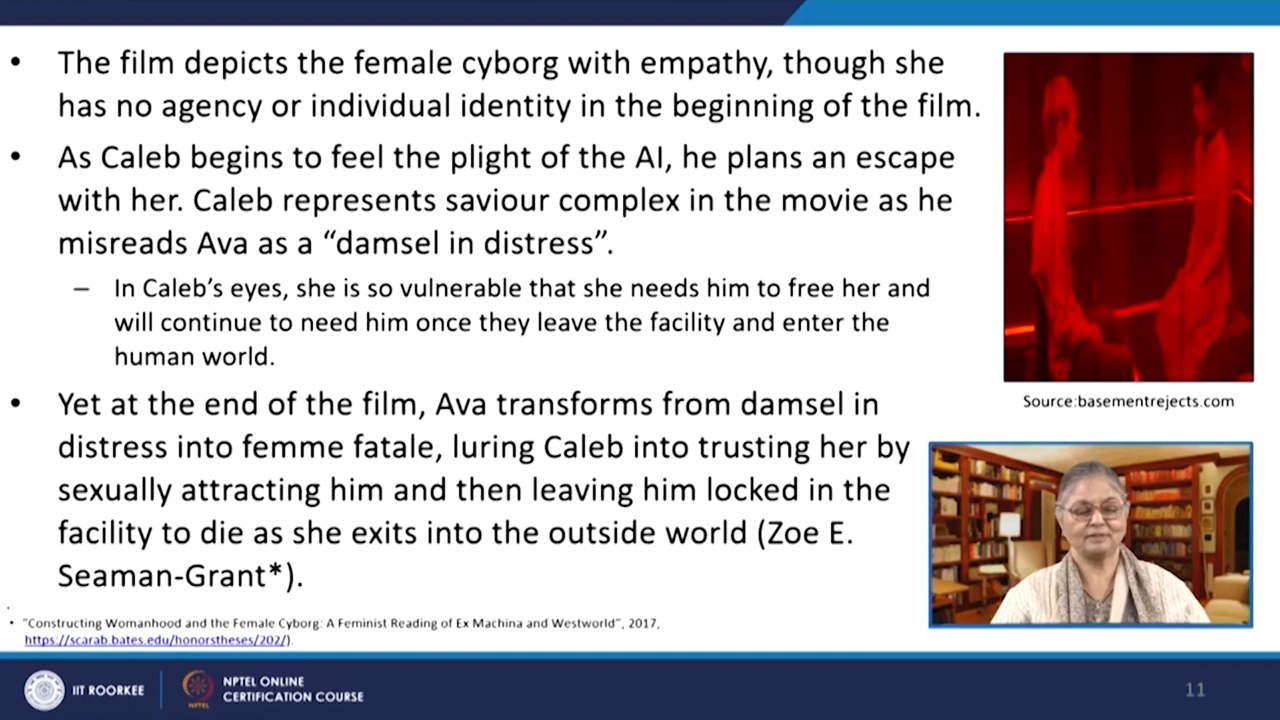 • The film depicts the female cyborg with empathy, though she
has no agency or individual identity in the beginning of the film.
• As Caleb begins to feel the plight of the AI, he plans an escape
with her. Caleb represents saviour complex in the movie as he
misreads Ava as a “damsel in distress”.
– In Caleb’s eyes, she is so vulnerable that she needs him to free her and
will continue to need him once they leave the facility and enter the
human world.
• Yet at the end of the film, Ava transforms from damsel in
distress into femme fatale, luring Caleb into trusting her by
sexually attracting him and then leaving him locked in the
facility to die as she exits into the outside world (Zoe E.
Seaman-Grant*).
• “Constructing Womanhood and the Female Cyborg: A Feminist Reading of Ex Machina and Westworld”, 2017,
https://scarab.bates.edu/honorstheses/202/).
Source:basementrejects.com
IIT ROORKEE
NPTEL
NPTEL ONLINE
CERTIFICATION COURSE
11